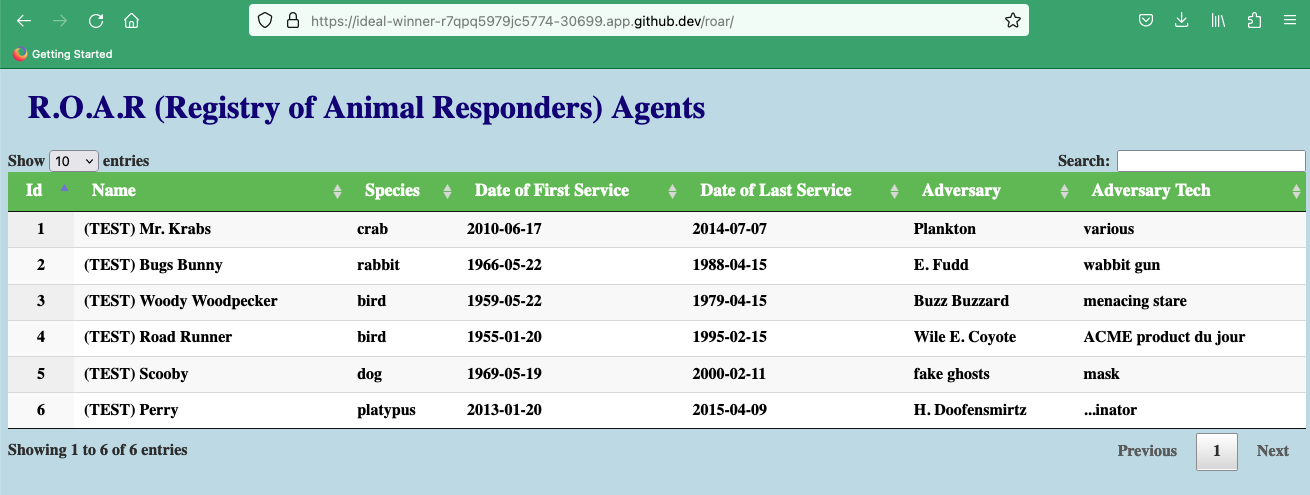 https://ideal-winner-r7qpq5979jc5774-30699.app.github.dev/roar/
Getting Started
R.O.A.R (Registry of Animal Responders) Agents
Show 10 entries Search:
Id Name Species Date of First Service Date of Last Service Adversary Adversary Tech
1 (TEST) Mr. Krabs crab 2010-06-17 2014-07-07 Plankton various
2 (TEST) Bugs Bunny rabbit 1966-05-22 1988-04-15 E. Fudd wabbit gun
3 (TEST) Woody Woodpecker bird 1959-05-22 1979-04-15 Buzz Buzzard menacing stare
4 (TEST) Road Runner bird 1955-01-20 1995-02-15 Wile E. Coyote ACME product du jour
5 (TEST) Scooby dog 1969-05-19 2000-02-11 fake ghosts mask
6 (TEST) Perry platypus 2013-01-20 2015-04-09 H. Doofensmirtz ...inator
Showing 1 to 6 of 6 entries Previous 1 Next